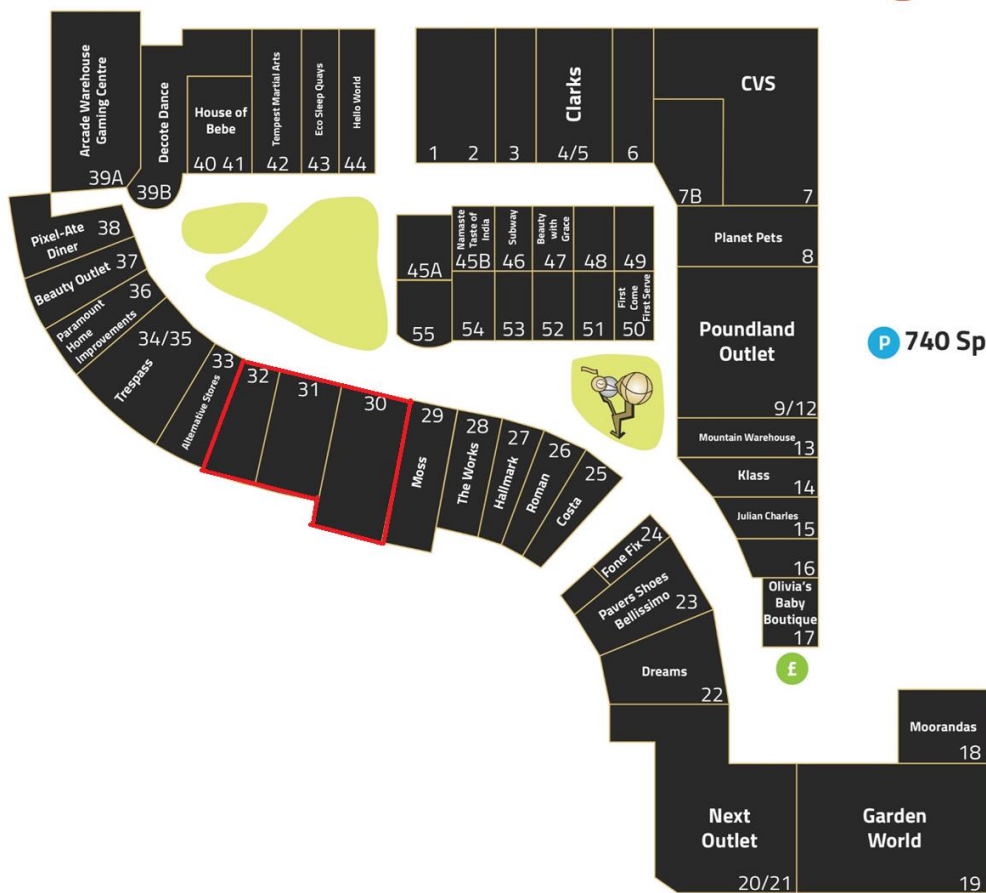 Arcade Warehouse
Gaming Centre
39A
Decote Dance
39B
House of
Bebe
40 41
Tempest Martial Arts
42
Eco Sleep Quays
43
Hello World
44
1
2
3
Clarks
4/5
6
7B
CVS
7
Planet Pets
8
Poundland
Outlet
9/12
Mountain Warehouse
13
Klass
14
Julian Charles
15
16
Olivia's
Baby
Boutique
17
£
P 740 Sp
45A
Namaste
Taste of
India
45B
Subway
46
Beauty
with
Grace
47
48
49
55
54
53
52
51
First
Come
First Serve
50
Pixel-Ate
Diner
38
Beauty Outlet
37
Paramount
Home
Improvements
36
34/35
Trespass
33
Alternative Stores
32
31
30
29
Moss
28
The Works
27
Hallmark
26
Roman
25
Costa
Fone Fix
24
Pavers Shoes
Bellissimo
23
Dreams
22
Next
Outlet
20/21
Garden
World
19
Moorandas
18